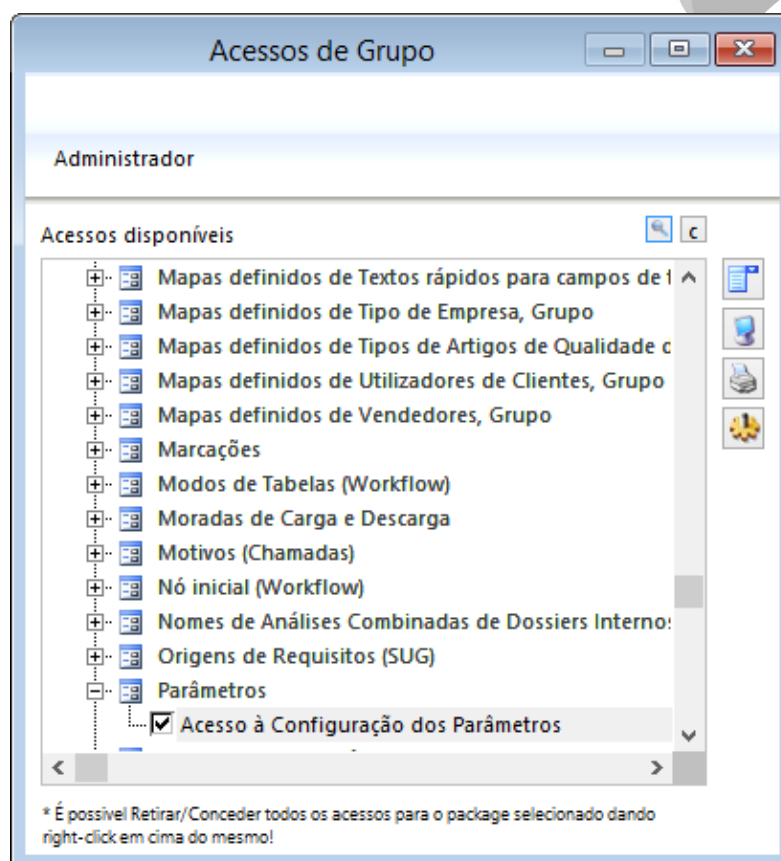 Acessos de Grupo
Administrador
Acessos disponíveis
c
Mapas definidos de Textos rápidos para campos de
Mapas definidos de Tipo de Empresa, Grupo
Mapas definidos de Tipos de Artigos de Qualidade
Mapas definidos de Utilizadores de Clientes, Grupo
Mapas definidos de Vendedores, Grupo
Marcações
Modos de Tabelas (Workflow)
Moradas de Carga e Descarga
Motivos (Chamadas)
Nó inicial (Workflow)
Nomes de Análises Combinadas de Dossiers Internos
Origens de Requisitos (SUG)
Parâmetros
Acesso à Configuração dos Parâmetros
* É possivel Retirar/Conceder todos os acessos para o package selecionado dando
right-click em cima do mesmo!